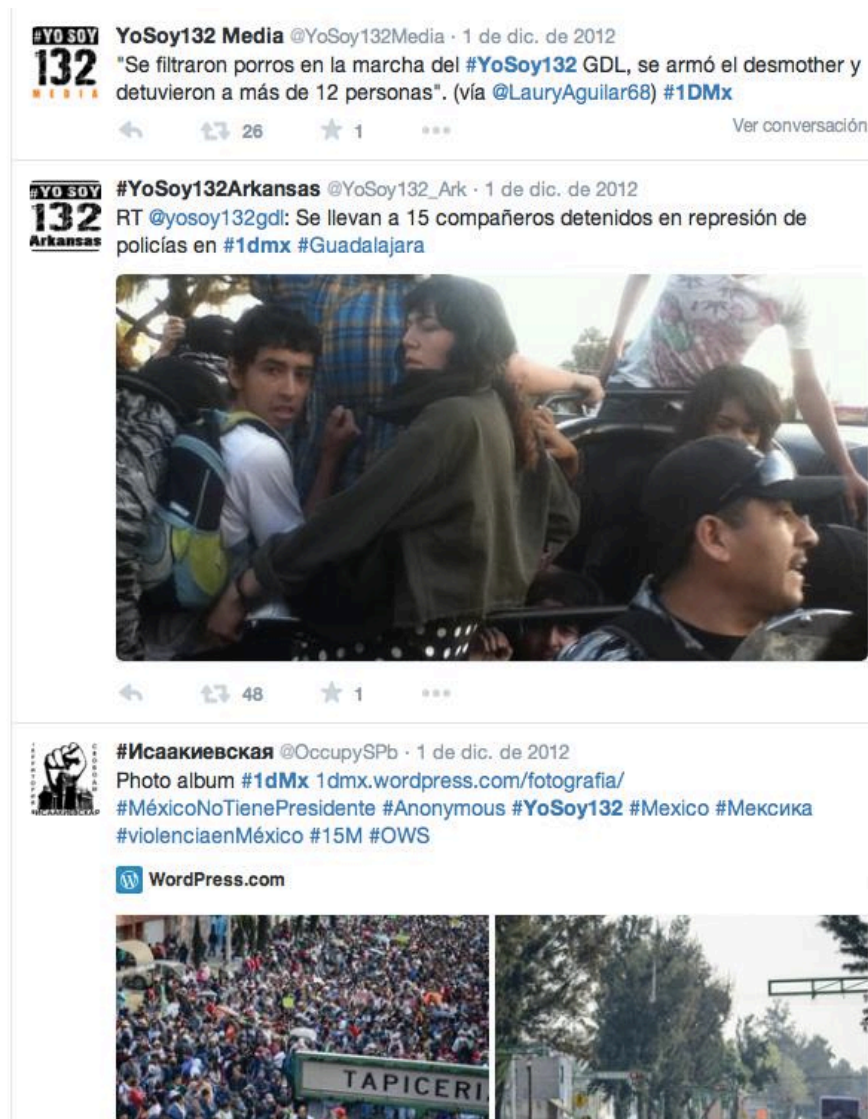 #YO SOY
132
MEDIA
YoSoy132 Media @YoSoy132Media · 1 de dic. de 2012
"Se filtraron porros en la marcha del #YoSoy132 GDL, se armó el desmother y
detuvieron a más de 12 personas". (vía @LauryAguilar68) #1DMx
26 1 Ver conversación
#YO SOY
132
Arkansas
#YoSoy132Arkansas @YoSoy132_Ark · 1 de dic. de 2012
RT @yosoy132gdl: Se llevan a 15 compañeros detenidos en represión de
policías en #1dmx #Guadalajara
48 1
#Исаакиевская @OccupySPb · 1 de dic. de 2012
Photo album #1dMx 1dmx.wordpress.com/fotografia/
#MéxicoNoTienePresidente #Anonymous #YoSoy132 #Mexico #Мексика
#violenciaenMéxico #15M #OWS
WordPress.com
TAPICERI